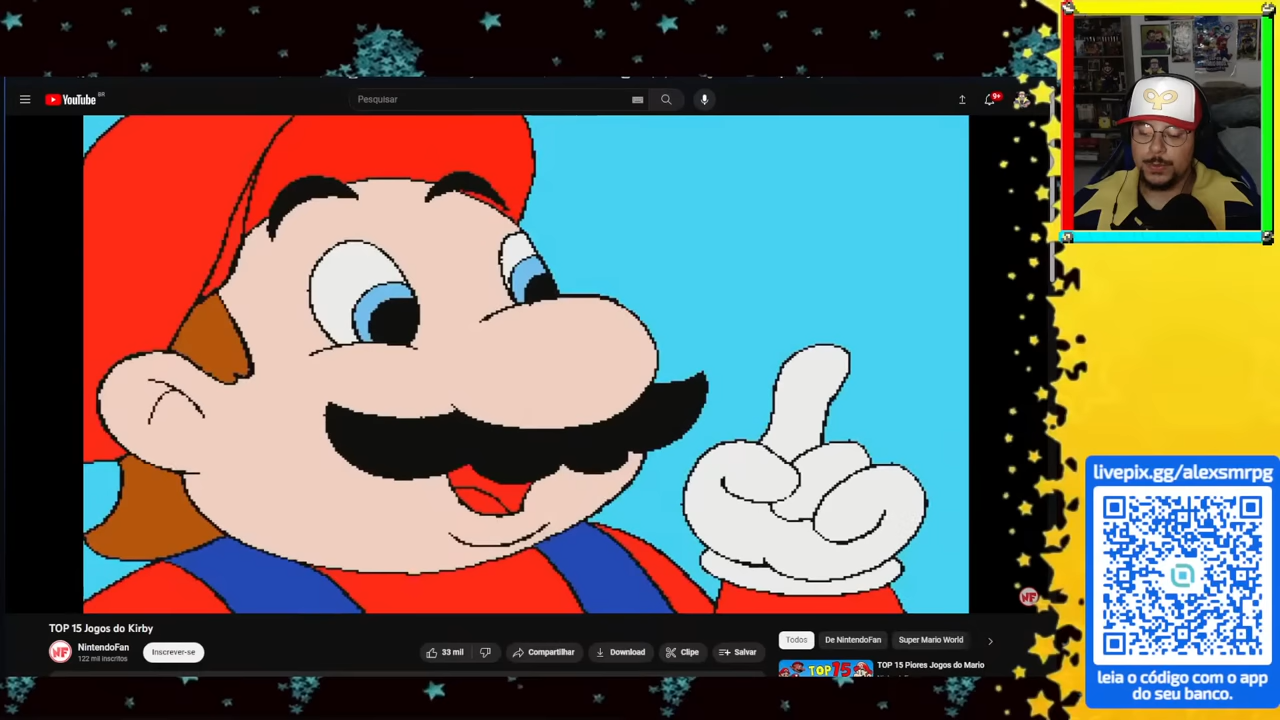 YouTube BR
Pesquisar
9+
NF
TOP 15 Jogos do Kirby
NF
NintendoFan
122 mil inscritos
Inscrever-se
33 mil
Compartilhar
Download
Clipe
Salvar
Todos
De NintendoFan
Super Mario World
TOP 15
TOP 15 Piores Jogos do Mario
livepix.gg/alexsmrpg
leia o código com o app
do seu banco.